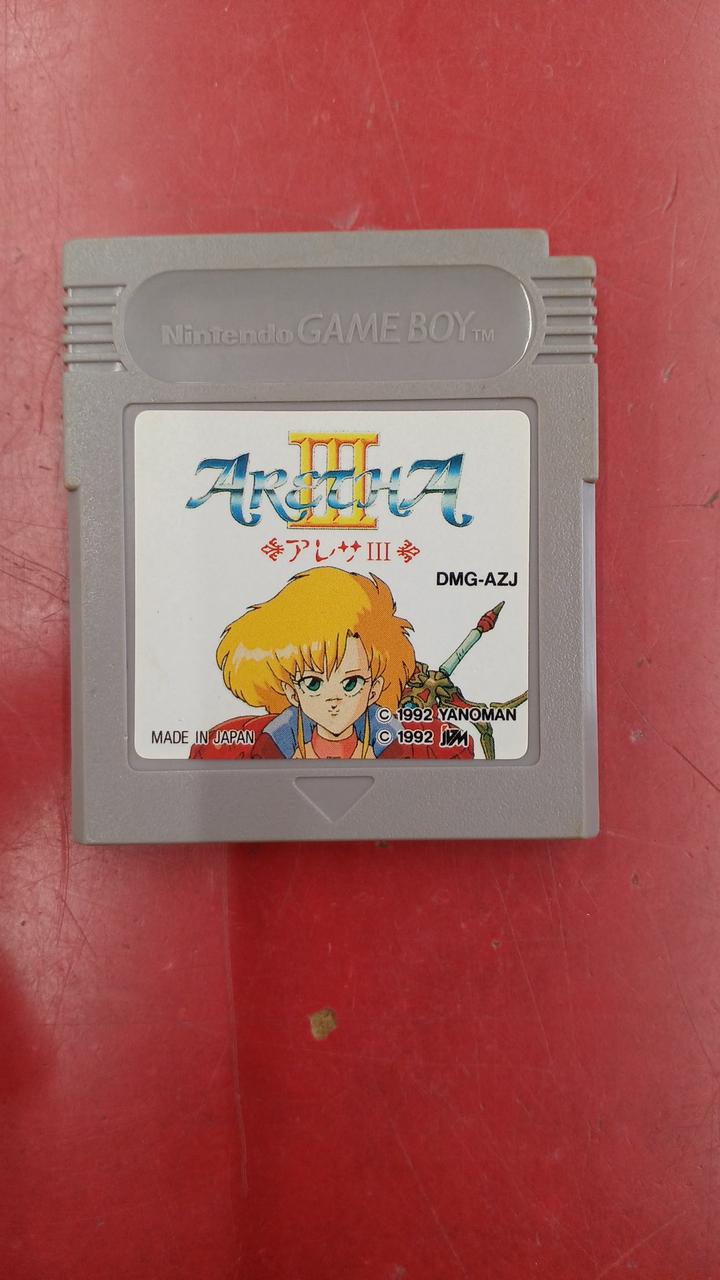 Nintendo GAME BOY™
III
ARETHA
アレサIII
DMG-AZJ
© 1992 YANOMAN
MADE IN JAPAN
© 1992 JVM